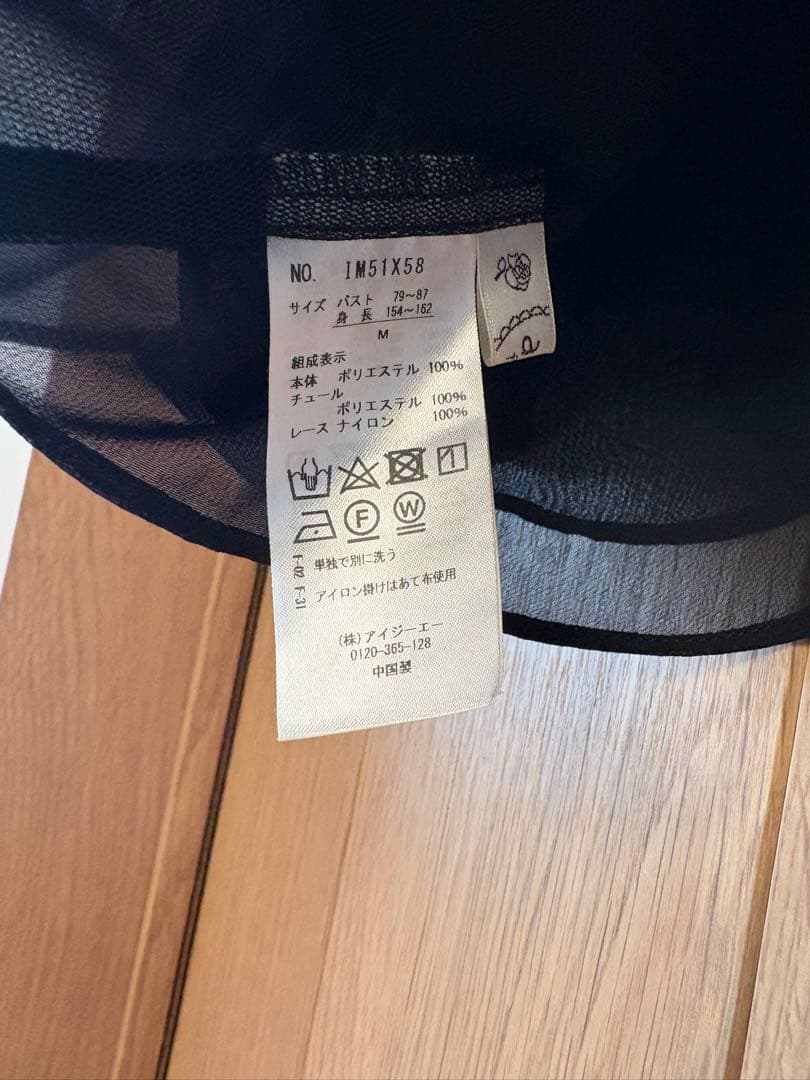 NO. IM51X58
サイズ バスト 79～87
身長 154～162
M
組成表示
本体 ポリエステル 100%
チュール
ポリエステル 100%
レース ナイロン 100%
F
W
F-02 単独で別に洗う
F-31 アイロン掛けはあて布使用
(株)アイジーエー
0120-365-128
中国製